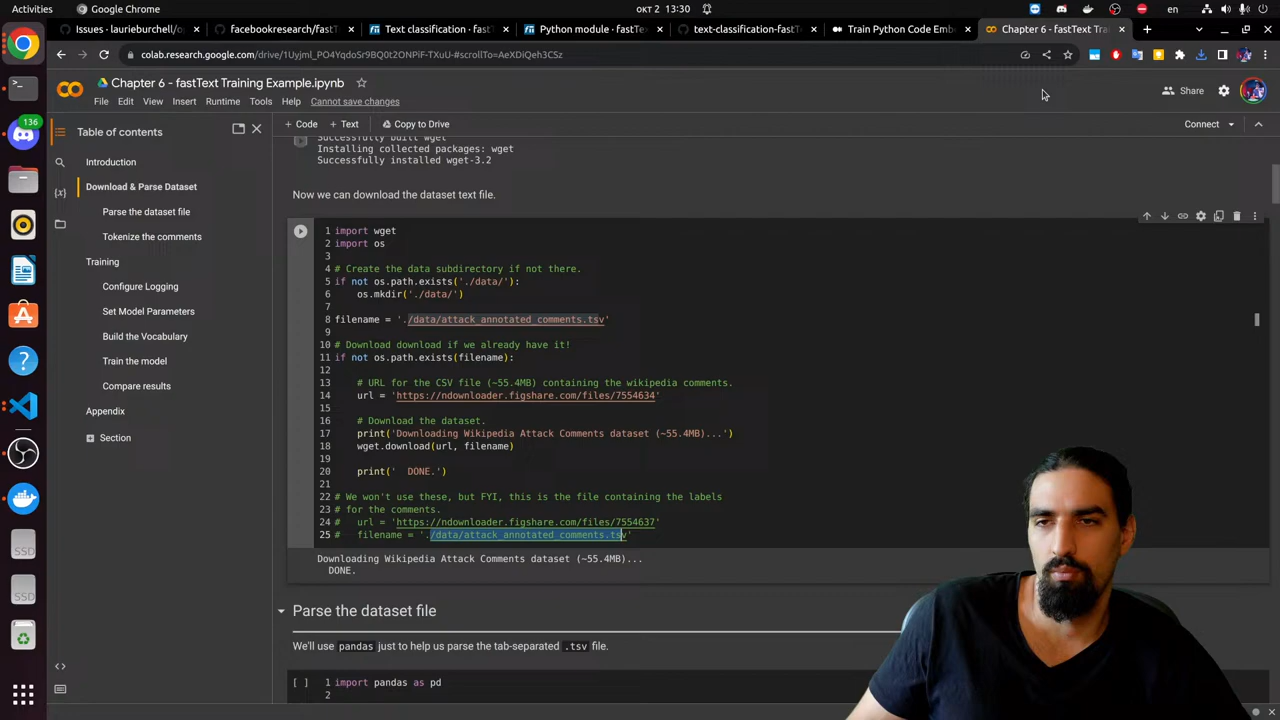 Activities
Google Chrome
окт 2 13:30
en
Issues · laurieburchell/op
facebookresearch/fastText
Text classification · fastT
Python module · fastText
text-classification-fastT
Train Python Code Emb
Chapter 6 - fastText Train
colab.research.google.com/drive/1Uyjml_PO4YqdoSr9BQ0t2ONPiF-TXuU-#scrollTo=AeXDiQeh3CSz
Chapter 6 - fastText Training Example.ipynb
File Edit View Insert Runtime Tools Help Cannot save changes
Share
136
Table of contents
+ Code + Text Copy to Drive
Connect
Introduction
Download & Parse Dataset
Parse the dataset file
Tokenize the comments
Training
Configure Logging
Set Model Parameters
Build the Vocabulary
Train the model
Compare results
Appendix
Section
Successfully built wget
Installing collected packages: wget
Successfully installed wget-3.2
Now we can download the dataset text file.
1 import wget
2 import os
3
4 # Create the data subdirectory if not there.
5 if not os.path.exists('./data/'):
6 os.mkdir('./data/')
7
8 filename = './data/attack_annotated_comments.tsv'
9
10 # Download download if we already have it!
11 if not os.path.exists(filename):
12
13 # URL for the CSV file (~55.4MB) containing the wikipedia comments.
14 url = 'https://ndownloader.figshare.com/files/7554634'
15
16 # Download the dataset.
17 print('Downloading Wikipedia Attack Comments dataset (~55.4MB)...')
18 wget.download(url, filename)
19
20 print(' DONE.')
21
22 # We won't use these, but FYI, this is the file containing the labels
23 # for the comments.
24 # url = 'https://ndownloader.figshare.com/files/7554637'
25 # filename = './data/attack_annotated_comments.tsv'
Downloading Wikipedia Attack Comments dataset (~55.4MB)...
DONE.
Parse the dataset file
We'll use pandas just to help us parse the tab-separated .tsv file.
[ ] 1 import pandas as pd
2
SSD
SSD